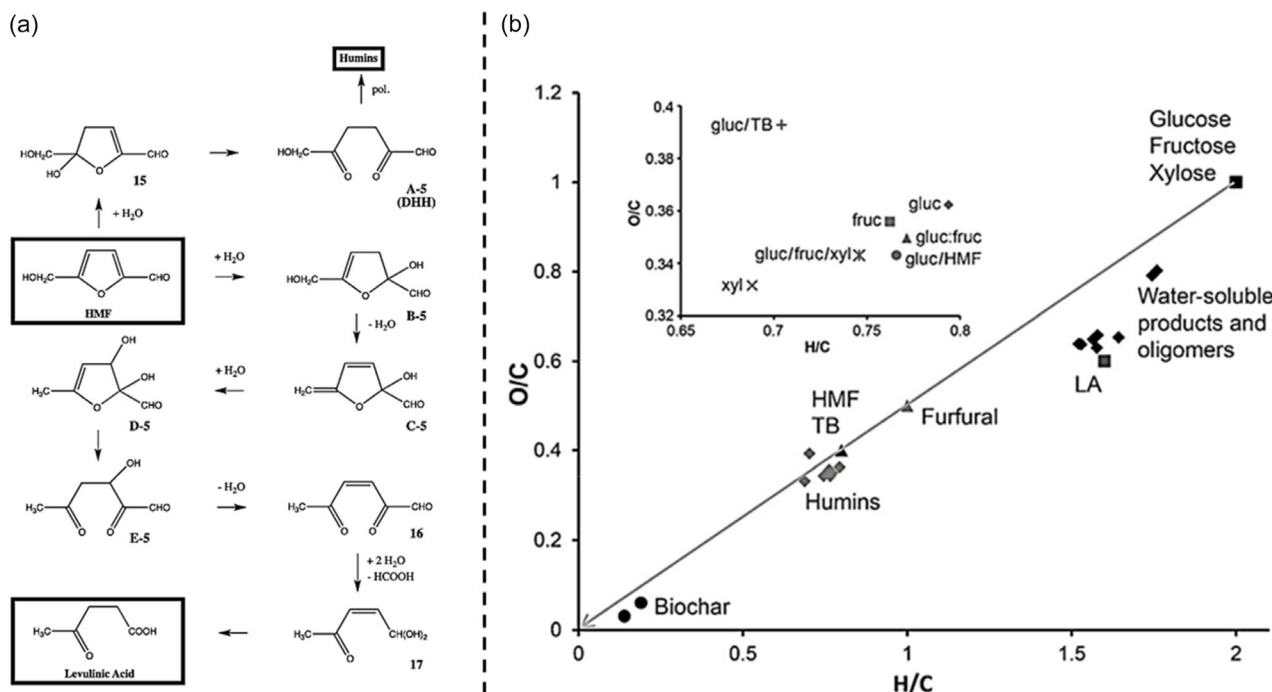 (a)
Humins
pol.
HOH₂C
HO
O
CHO
15
HOH₂C
O
O
CHO
A-5
(DHH)
+ H₂O
HOH₂C
O
CHO
HMF
+ H₂O
HOH₂C
O
OH
CHO
B-5
- H₂O
OH
H₃C
O
OH
CHO
D-5
+ H₂O
H₂C
O
OH
CHO
C-5
OH
H₃C
O
O
CHO
E-5
- H₂O
H₃C
O
O
CHO
16
+ 2 H₂O
- HCOOH
H₃C
O
COOH
Levulinic Acid
H₃C
O
CH(OH)₂
17
(b)
O/C
1.2
1
0.8
0.6
0.4
0.2
0
0
0.5
1
1.5
2
H/C
Glucose
Fructose
Xylose
Water-soluble
products and
oligomers
LA
Furfural
HMF
TB
Humins
Biochar
O/C
0.4
0.38
0.36
0.34
0.32
0.65
0.7
0.75
0.8
H/C
gluc/TB
gluc
fruc
gluc:fruc
gluc/fruc/xyl
gluc/HMF
xyl